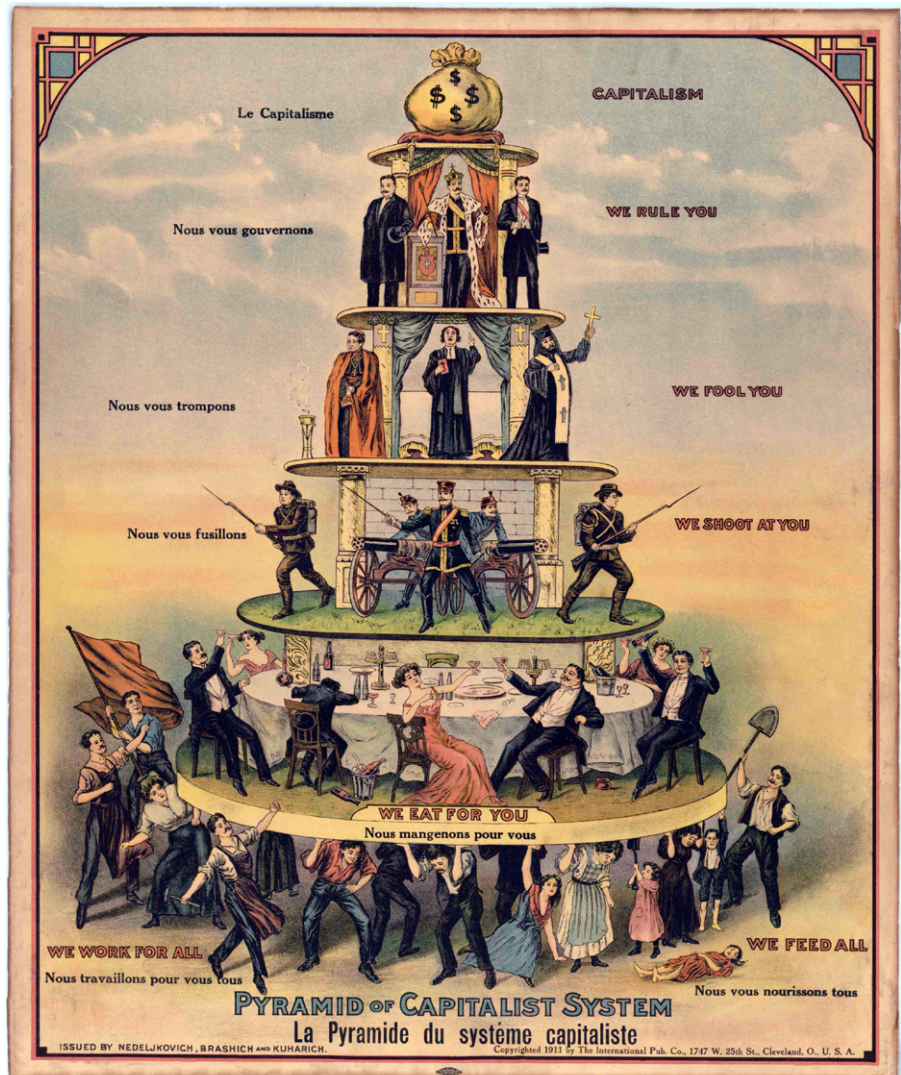 CAPITALISM
Le Capitalisme
WE RULE YOU
Nous vous gouvernons
WE FOOL YOU
Nous vous trompons
WE SHOOT AT YOU
Nous vous fusillons
WE EAT FOR YOU
Nous mangenons pour vous
WE WORK FOR ALL
Nous travaillons pour vous tous
WE FEED ALL
Nous vous nourissons tous
PYRAMID OF CAPITALIST SYSTEM
La Pyramide du système capitaliste
ISSUED BY NEDELJKOVICH, BRASHICH AND KUHARICH.
Copyrighted 1911 by The International Pub. Co., 1747 W. 25th St., Cleveland, O., U. S. A.